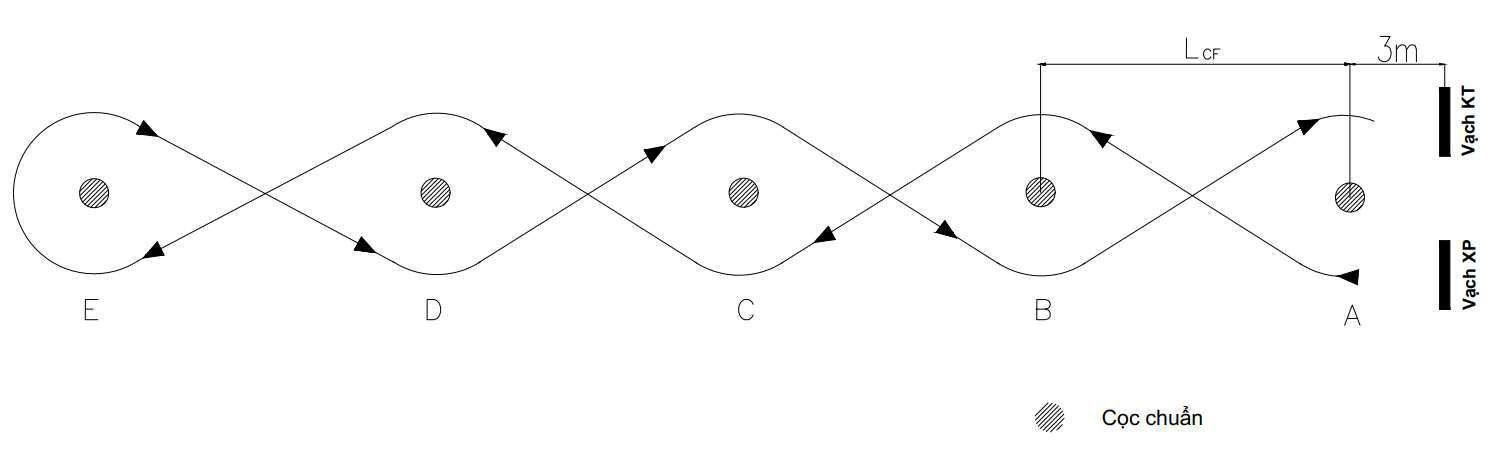 L CF
3m
Vạch KT
Vạch XP
E
D
C
B
A
Cọc chuẩn